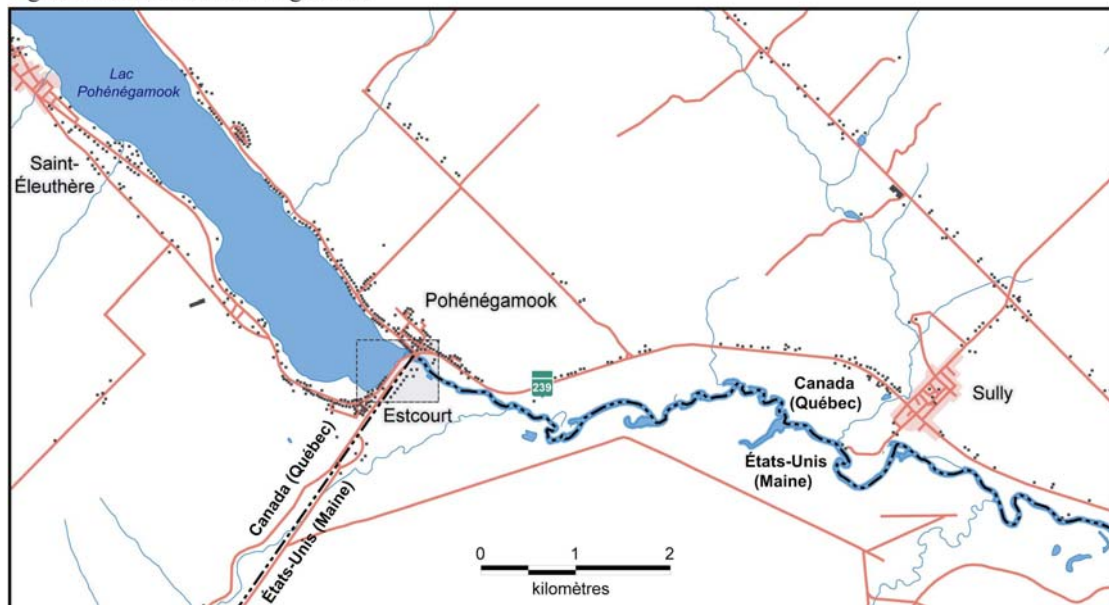 Lac
Pohénégamook
Saint-
Éleuthère
Pohénégamook
239
Estcourt
Canada
(Québec)
Sully
États-Unis
(Maine)
Canada (Québec)
États-Unis (Maine)
0 1 2
kilomètres